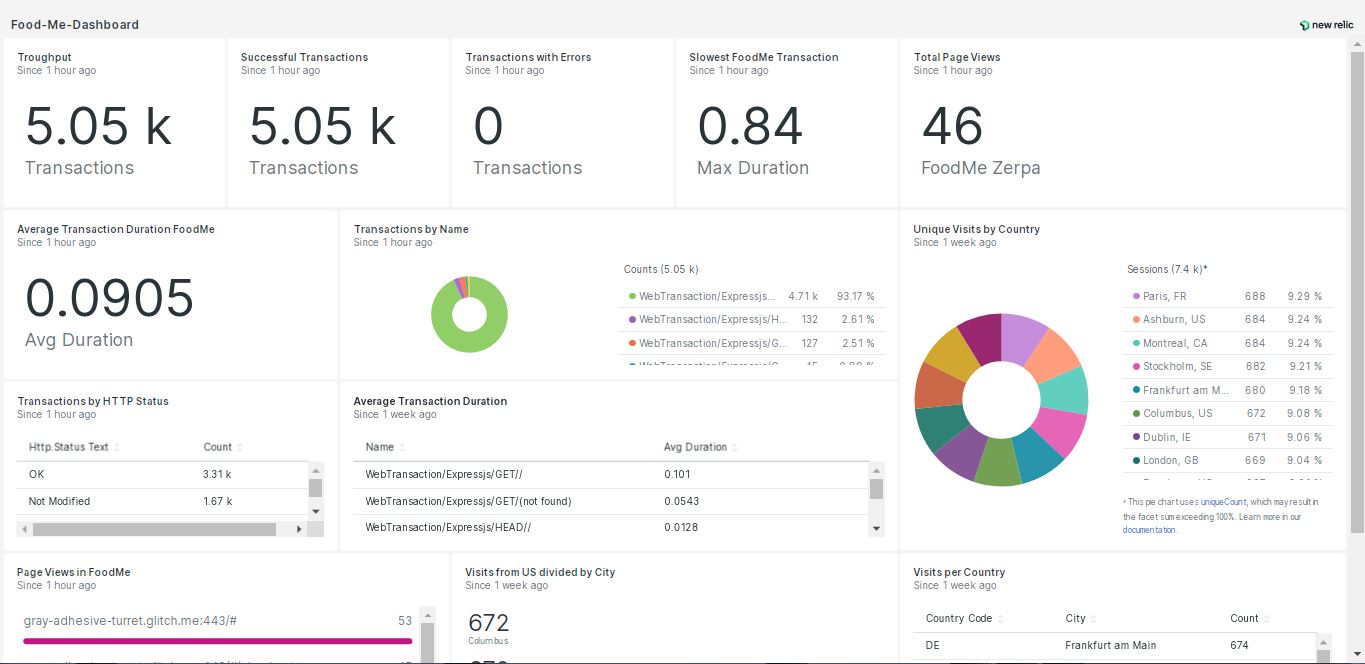 Food-Me-Dashboard
new relic
Troughput
Since 1 hour ago
5.05 k
Transactions
Successful Transactions
Since 1 hour ago
5.05 k
Transactions
Transactions with Errors
Since 1 hour ago
0
Transactions
Slowest FoodMe Transaction
Since 1 hour ago
0.84
Max Duration
Total Page Views
Since 1 hour ago
46
FoodMe Zerpa
Average Transaction Duration FoodMe
Since 1 hour ago
0.0905
Avg Duration
Transactions by Name
Since 1 hour ago
Counts (5.05 k)
WebTransaction/Expressjs... 4.71 k 93.17 %
WebTransaction/Expressjs/H... 132 2.61 %
WebTransaction/Expressjs/G... 127 2.51 %
Unique Visits by Country
Since 1 week ago
Sessions (7.4 k)*
Paris, FR 688 9.29 %
Ashburn, US 684 9.24 %
Montreal, CA 684 9.24 %
Stockholm, SE 682 9.21 %
Frankfurt am M... 680 9.18 %
Columbus, US 672 9.08 %
Dublin, IE 671 9.06 %
London, GB 669 9.04 %
* This pie chart uses uniqueCount, which may result in
the facet sum exceeding 100%. Learn more in our
documentation.
Transactions by HTTP Status
Since 1 hour ago
Http.Status Text Count
OK 3.31 k
Not Modified 1.67 k
Average Transaction Duration
Since 1 week ago
Name Avg Duration
WebTransaction/Expressjs/GET// 0.101
WebTransaction/Expressjs/GET/(not found) 0.0543
WebTransaction/Expressjs/HEAD// 0.0128
Page Views in FoodMe
Since 1 hour ago
gray-adhesive-turret.glitch.me:443/# 53
Visits from US divided by City
Since 1 week ago
672
Columbus
Visits per Country
Since 1 week ago
Country Code City Count
DE Frankfurt am Main 674